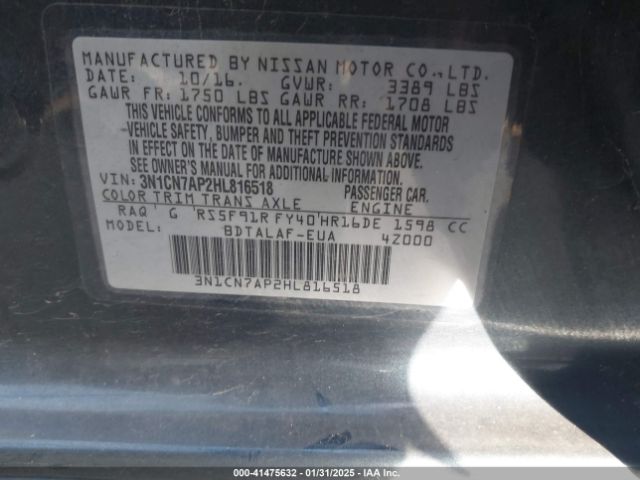 MANUFACTURED BY NISSAN MOTOR CO.,LTD.
DATE: 10/16. GVWR: 3389 LBS
GAWR FR: 1750 LBS GAWR RR: 1708 LBS
THIS VEHICLE CONFORMS TO ALL APPLICABLE FEDERAL MOTOR
VEHICLE SAFETY, BUMPER AND THEFT PREVENTION STANDARDS
IN EFFECT ON THE DATE OF MANUFACTURE SHOWN ABOVE.
SEE OWNER'S MANUAL FOR ADDITIONAL INFORMATION
VIN: 3N1CN7AP2HL816518 PASSENGER CAR.
COLOR TRIM TRANS AXLE ENGINE
RAQ' G 'RS5F91R FY40'HR16DE 1598 CC
MODEL: BDTALAF-EUA 4Z000
3N1CN7AP2HL816518
000-41475632 - 01/31/2025 - IAA Inc.